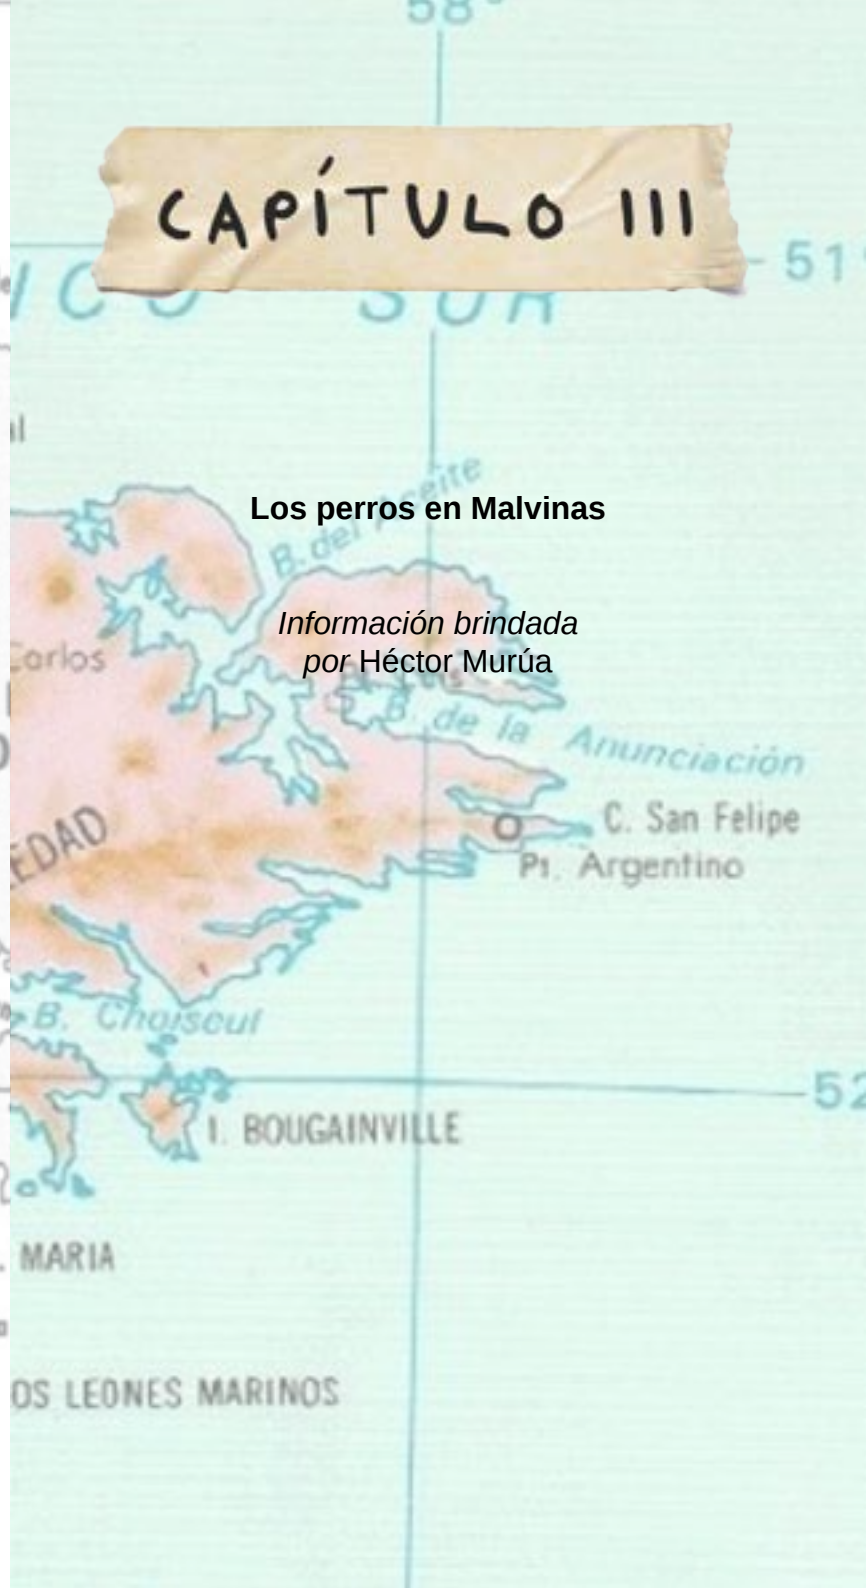 58°
CAPÍTULO III
51°
ICO SUR
al
B. del Aceite
Los perros en Malvinas
Información brindada
por Héctor Murúa
Carlos
B. de la Anunciación
EDAD
C. San Felipe
Pt. Argentino
B. Choiseul
52
I. BOUGAINVILLE
MARIA
OS LEONES MARINOS